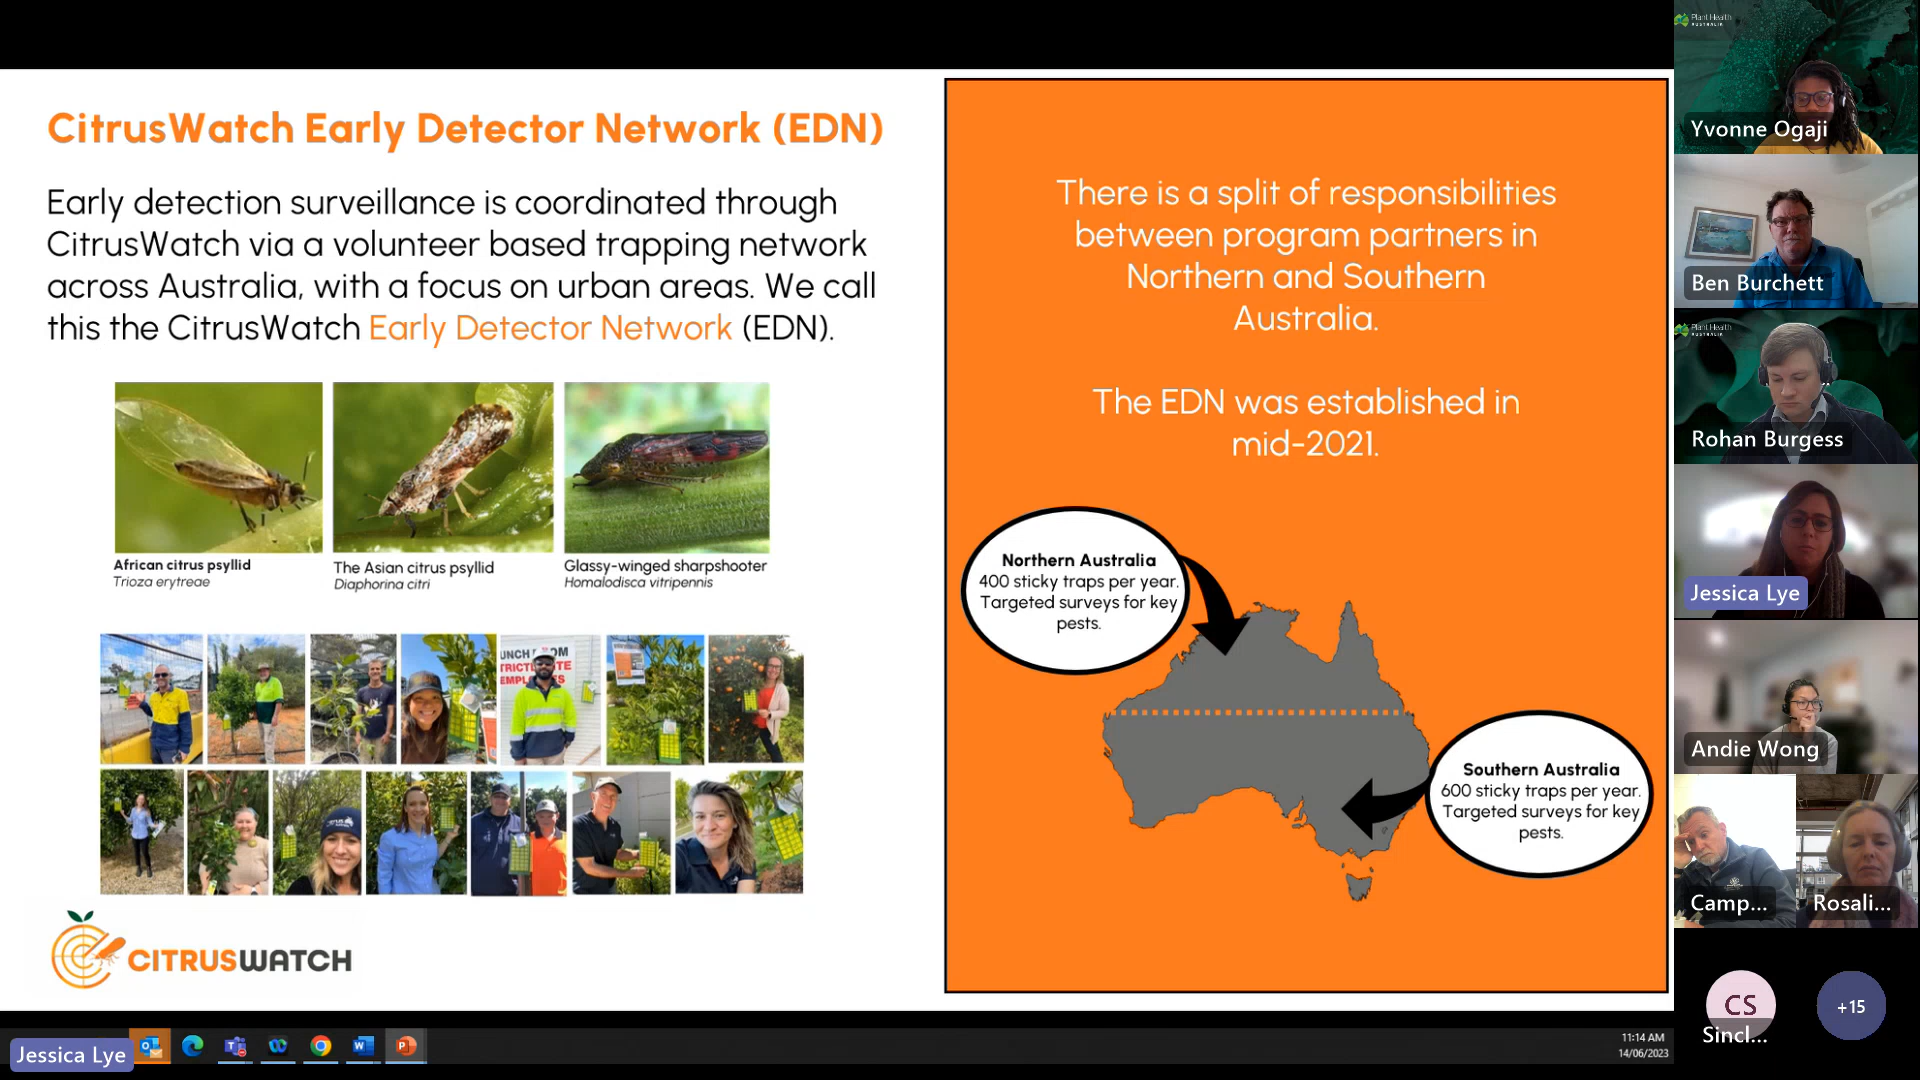 CitrusWatch Early Detector Network (EDN)
Early detection surveillance is coordinated through
CitrusWatch via a volunteer based trapping network
across Australia, with a focus on urban areas. We call
this the CitrusWatch Early Detector Network (EDN).
African citrus psyllid
Trioza erytreae
The Asian citrus psyllid
Diaphorina citri
Glassy-winged sharpshooter
Homalodisca vitripennis
CITRUSWATCH
There is a split of responsibilities
between program partners in
Northern and Southern
Australia.
The EDN was established in
mid-2021.
Northern Australia
400 sticky traps per year.
Targeted surveys for key
pests.
Southern Australia
600 sticky traps per year.
Targeted surveys for key
pests.
Plant Health
AUSTRALIA
Yvonne Ogaji
Ben Burchett
Plant Health
AUSTRALIA
Rohan Burgess
Jessica Lye
Andie Wong
Camp...
Rosali...
CS
Sincl...
+15
Jessica Lye
11:14 AM
14/06/2023